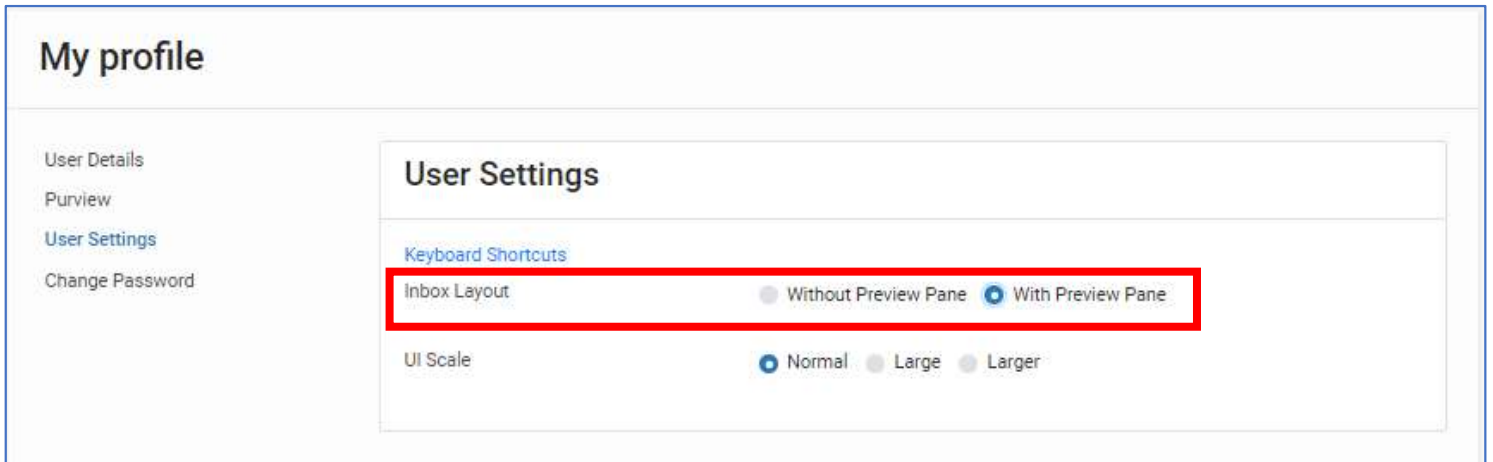 My profile
User Details
Purview
User Settings
Change Password
User Settings
Keyboard Shortcuts
Inbox Layout Without Preview Pane With Preview Pane
UI Scale Normal Large Larger